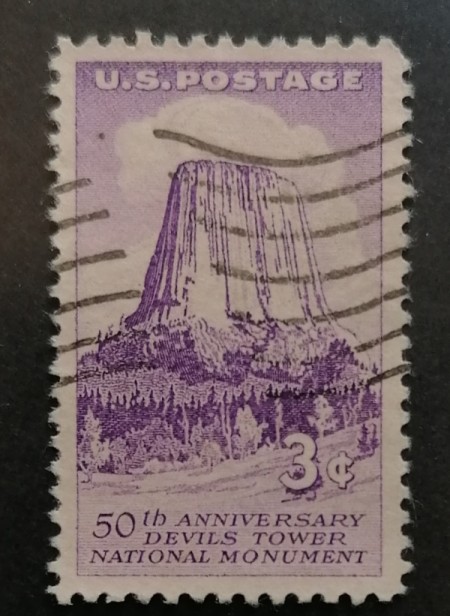 U.S. POSTAGE
3¢
50th ANNIVERSARY
DEVILS TOWER
NATIONAL MONUMENT